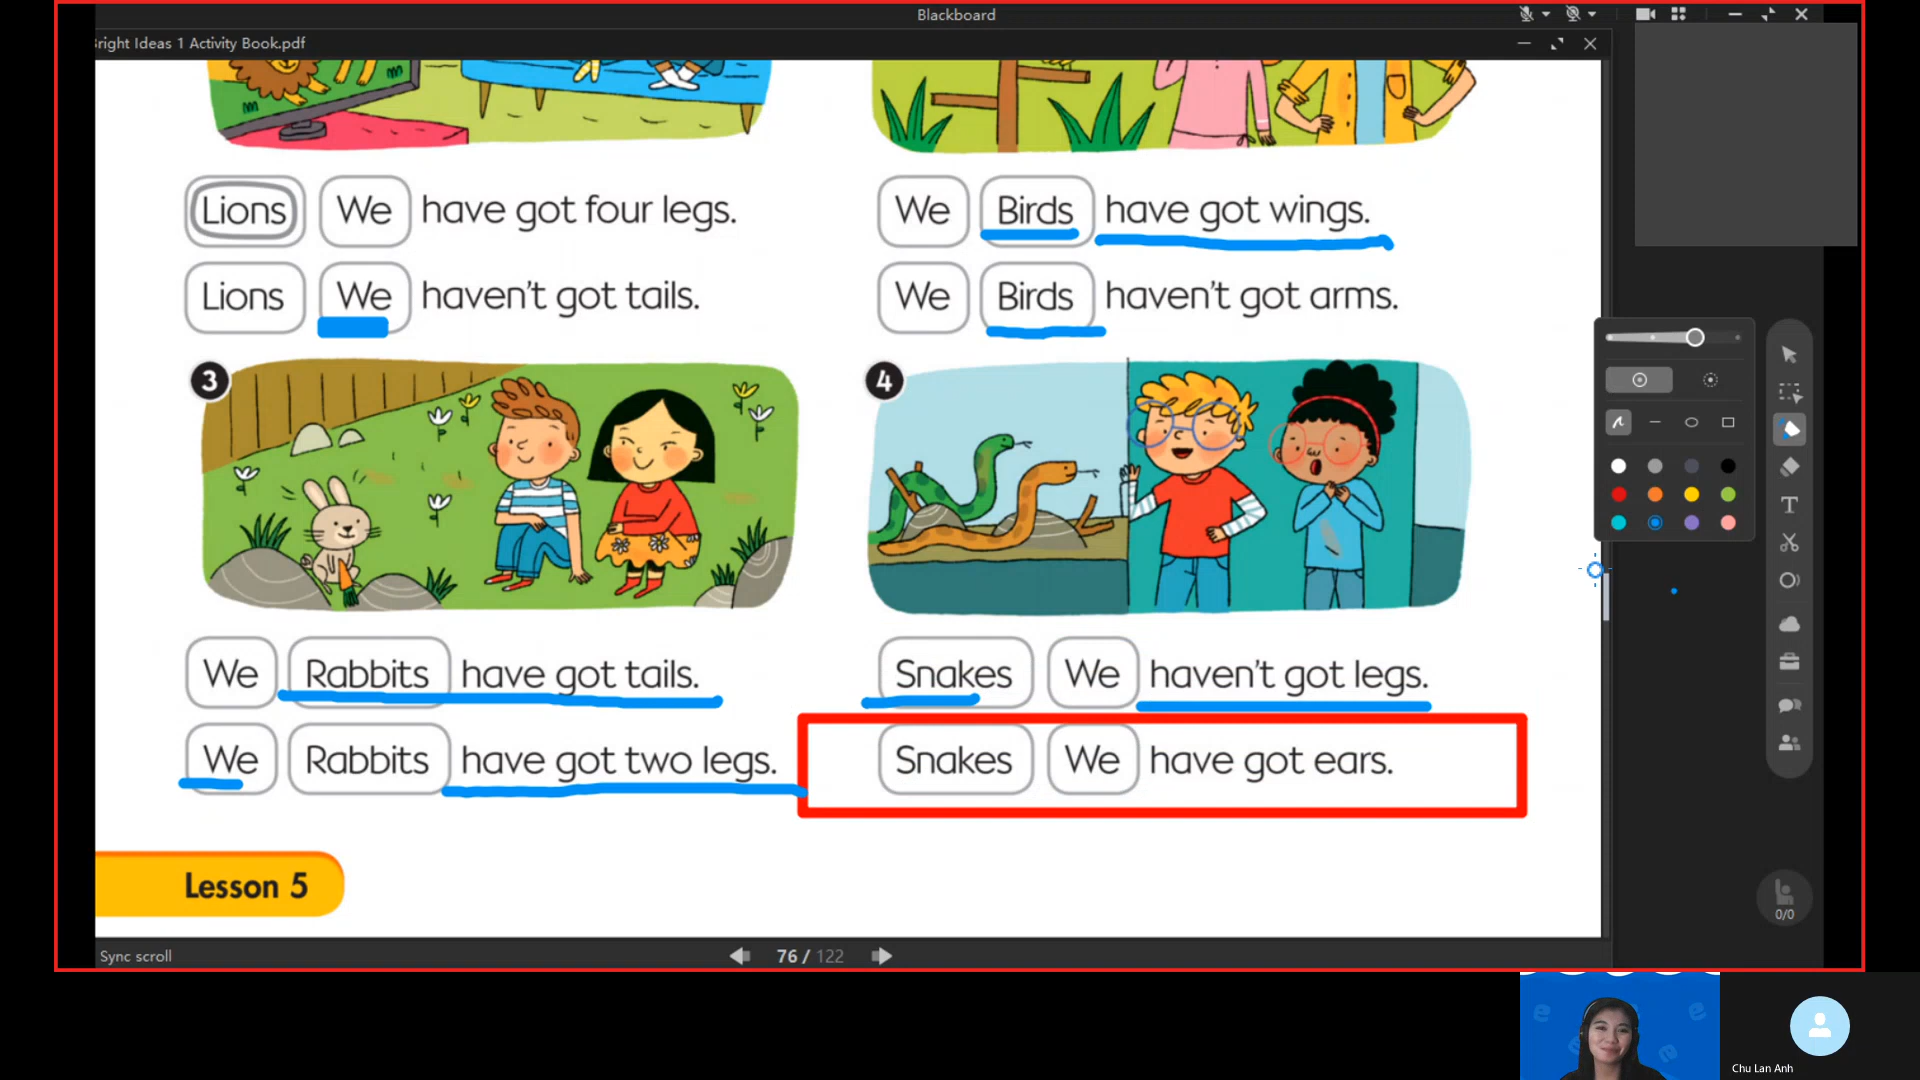 Blackboard
Bright Ideas 1 Activity Book.pdf
Lions We have got four legs.
Lions We haven't got tails.
We Birds have got wings.
We Birds haven't got arms.
3
4
We Rabbits have got tails.
We Rabbits have got two legs.
Snakes We haven't got legs.
Snakes We have got ears.
Lesson 5
Sync scroll
76 / 122
T
0/0
Chu Lan Anh